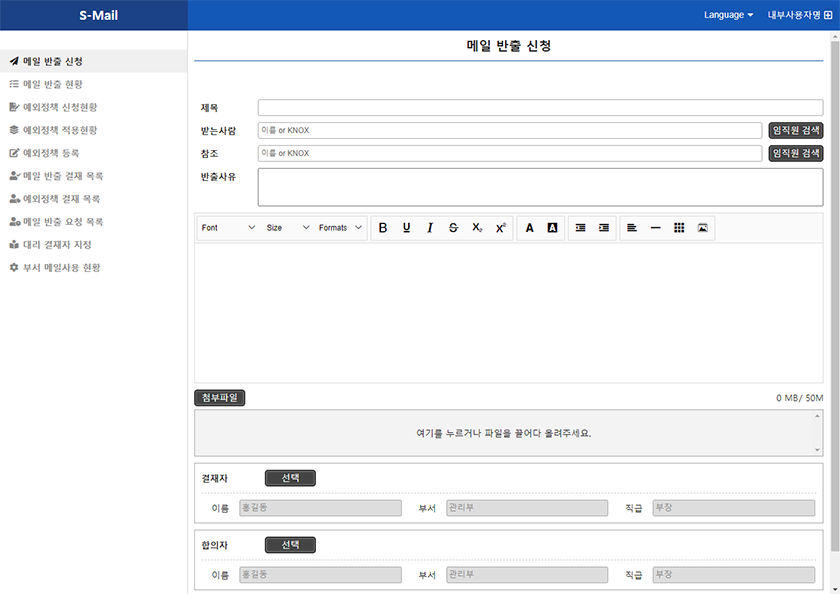 S-Mail
Language 내부사용자명
메일 반출 신청
메일 반출 현황
예외정책 신청현황
예외정책 적용현황
예외정책 등록
메일 반출 결재 목록
예외정책 결재 목록
메일 반출 요청 목록
대리 결재자 지정
부서 메일사용 현황
메일 반출 신청
제목
받는사람 이름 or KNOX 임직원 검색
참조 이름 or KNOX 임직원 검색
반출사유
Font Size Formats B U I S X₂ X² A A
첨부파일 0 MB/ 50M
여기를 누르거나 파일을 끌어다 올려주세요.
결재자 선택
이름 홍길동 부서 관리부 직급 부장
합의자 선택
이름 홍길동 부서 관리부 직급 부장